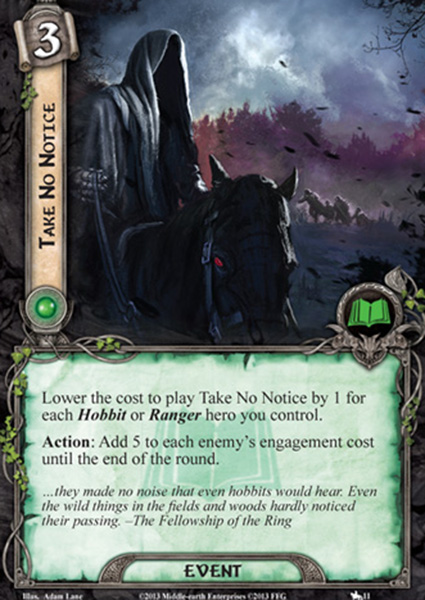 3
TAKE NO NOTICE
Lower the cost to play Take No Notice by 1 for
each Hobbit or Ranger hero you control.
Action: Add 5 to each enemy's engagement cost
until the end of the round.
...they made no noise that even hobbits would hear. Even
the wild things in the fields and woods hardly noticed
their passing. –The Fellowship of the Ring
EVENT
Illus. Adam Lane ©2013 Middle-earth Enterprises ©2013 FFG 11